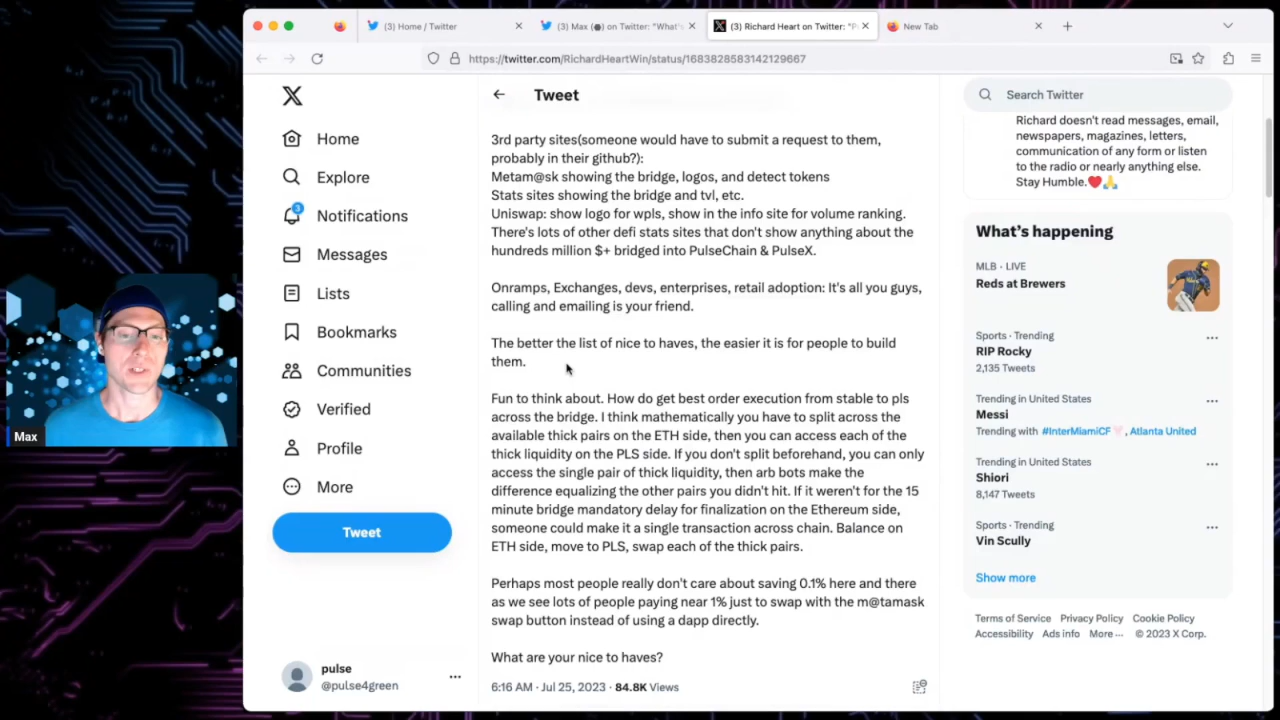 (3) Home / Twitter
(3) Max ( ) on Twitter: "What's
(3) Richard Heart on Twitter: "P
New Tab
https://twitter.com/RichardHeartWin/status/1683828583142129667
Home
Explore
3
Notifications
Messages
Lists
Bookmarks
Communities
Verified
Profile
More
Tweet
pulse
@pulse4green
Tweet
3rd party sites(someone would have to submit a request to them,
probably in their github?):
Metam@sk showing the bridge, logos, and detect tokens
Stats sites showing the bridge and tvl, etc.
Uniswap: show logo for wpls, show in the info site for volume ranking.
There's lots of other defi stats sites that don't show anything about the
hundreds million $+ bridged into PulseChain & PulseX.
Onramps, Exchanges, devs, enterprises, retail adoption: It's all you guys,
calling and emailing is your friend.
The better the list of nice to haves, the easier it is for people to build
them.
Fun to think about. How do get best order execution from stable to pls
across the bridge. I think mathematically you have to split across the
available thick pairs on the ETH side, then you can access each of the
thick liquidity on the PLS side. If you don't split beforehand, you can only
access the single pair of thick liquidity, then arb bots make the
difference equalizing the other pairs you didn't hit. If it weren't for the 15
minute bridge mandatory delay for finalization on the Ethereum side,
someone could make it a single transaction across chain. Balance on
ETH side, move to PLS, swap each of the thick pairs.
Perhaps most people really don't care about saving 0.1% here and there
as we see lots of people paying near 1% just to swap with the m@tamask
swap button instead of using a dapp directly.
What are your nice to haves?
6:16 AM · Jul 25, 2023 · 84.8K Views
Search Twitter
Richard doesn't read messages, email,
newspapers, magazines, letters,
communication of any form or listen
to the radio or nearly anything else.
Stay Humble.❤️🙏
What's happening
MLB · LIVE
Reds at Brewers
Sports · Trending
RIP Rocky
2,135 Tweets
Trending in United States
Messi
Trending with #InterMiamiCF, Atlanta United
Trending in United States
Shiori
8,147 Tweets
Sports · Trending
Vin Scully
Show more
Terms of Service Privacy Policy Cookie Policy
Accessibility Ads info More ··· © 2023 X Corp.
Max